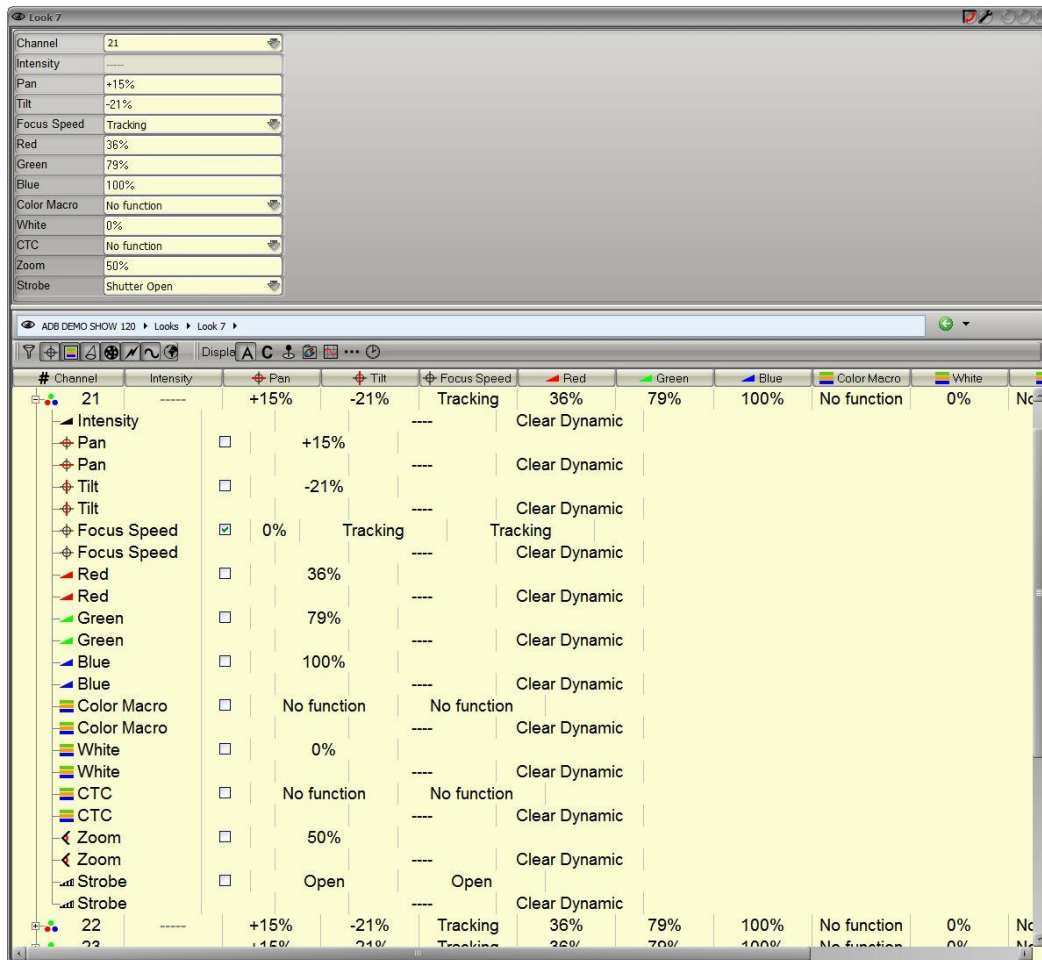 Look 7
Channel 21
Intensity -----
Pan +15%
Tilt -21%
Focus Speed Tracking
Red 36%
Green 79%
Blue 100%
Color Macro No function
White 0%
CTC No function
Zoom 50%
Strobe Shutter Open
ADB DEMO SHOW 120 Looks Look 7
Displa A C
# Channel Intensity Pan Tilt Focus Speed Red Green Blue Color Macro White
21 ----- +15% -21% Tracking 36% 79% 100% No function 0%
Intensity ---- Clear Dynamic
Pan +15%
Pan ---- Clear Dynamic
Tilt -21%
Tilt ---- Clear Dynamic
Focus Speed 0% Tracking Tracking
Focus Speed ---- Clear Dynamic
Red 36%
Red ---- Clear Dynamic
Green 79%
Green ---- Clear Dynamic
Blue 100%
Blue ---- Clear Dynamic
Color Macro No function No function
Color Macro ---- Clear Dynamic
White 0%
White ---- Clear Dynamic
CTC No function No function
CTC ---- Clear Dynamic
Zoom 50%
Zoom ---- Clear Dynamic
Strobe Open Open
Strobe ---- Clear Dynamic
22 ----- +15% -21% Tracking 36% 79% 100% No function 0%